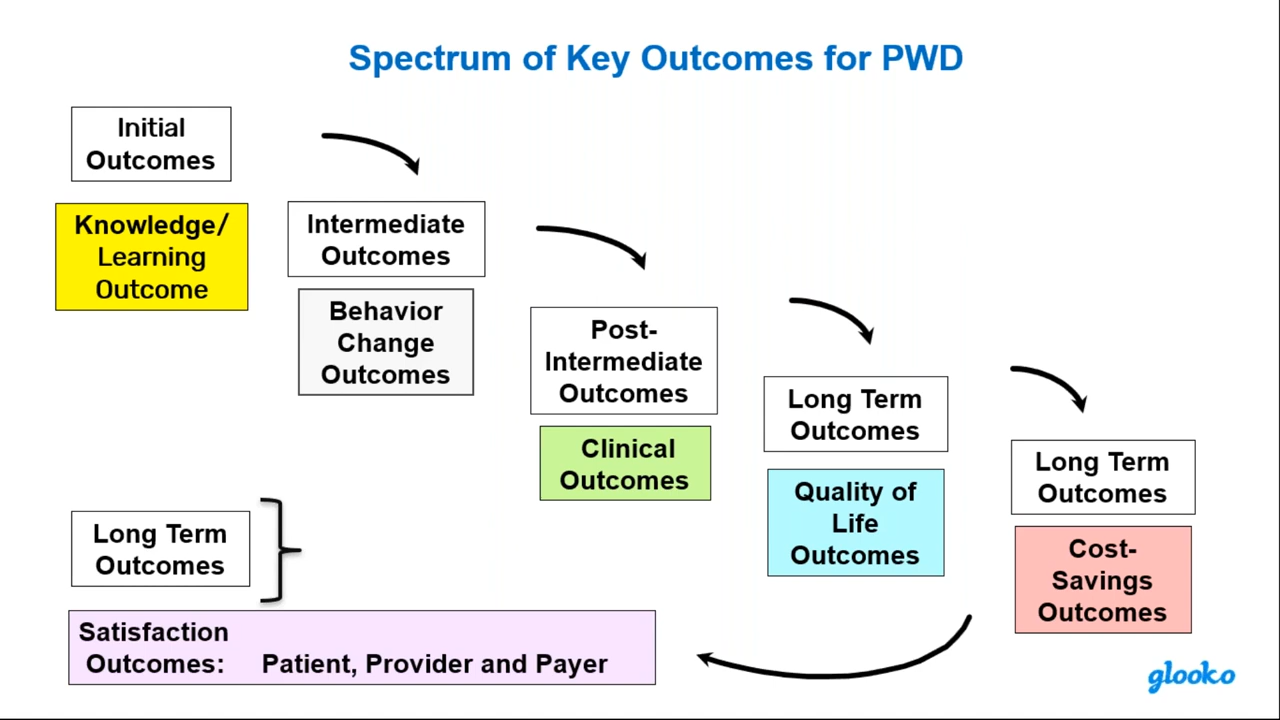 Spectrum of Key Outcomes for PWD
Initial
Outcomes
Knowledge/
Learning
Outcome
Intermediate
Outcomes
Behavior
Change
Outcomes
Post-
Intermediate
Outcomes
Clinical
Outcomes
Long Term
Outcomes
Quality of
Life
Outcomes
Long Term
Outcomes
Cost-
Savings
Outcomes
Long Term
Outcomes
Satisfaction
Outcomes: Patient, Provider and Payer
glooko